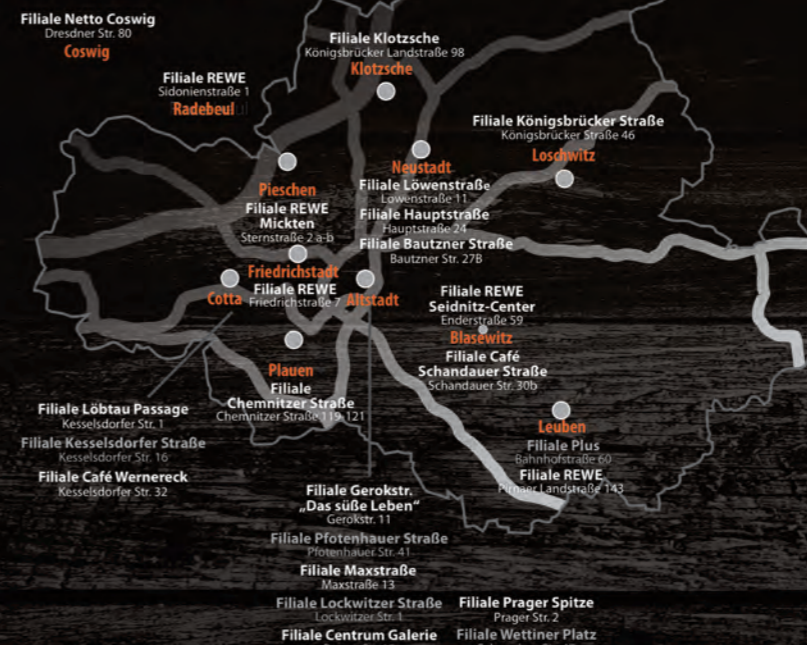 Filiale Netto Coswig
Dresdner Str. 80
Coswig
Filiale Klotzsche
Königsbrücker Landstraße 98
Klotzsche
Filiale REWE
Sidonienstraße 1
Radebeul
Filiale Königsbrücker Straße
Königsbrücker Straße 46
Loschwitz
Neustadt
Filiale Löwenstraße
Löwenstraße 11
Filiale Hauptstraße
Hauptstraße 24
Filiale Bautzner Straße
Bautzner Str. 27B
Pieschen
Filiale REWE
Mickten
Sternstraße 2 a-b
Friedrichstadt
Filiale REWE
Friedrichstraße 7
Cotta
Altstadt
Filiale REWE
Seidnitz-Center
Enderstraße 59
Blasewitz
Filiale Café
Schandauer Straße
Schandauer Str. 30b
Plauen
Filiale
Chemnitzer Straße
Chemnitzer Straße 119-121
Leuben
Filiale Plus
Bahnhofstraße 60
Filiale REWE
Pirnaer Landstraße 143
Filiale Löbtau Passage
Kesselsdorfer Str. 1
Filiale Kesselsdorfer Straße
Kesselsdorfer Str. 16
Filiale Café Wernereck
Kesselsdorfer Str. 32
Filiale Gerokstr.
„Das süße Leben“
Gerokstr. 11
Filiale Pfotenhauer Straße
Pfotenhauer Str. 41
Filiale Maxstraße
Maxstraße 13
Filiale Lockwitzer Straße
Lockwitzer Str. 1
Filiale Centrum Galerie
Filiale Prager Spitze
Prager Str. 2
Filiale Wettiner Platz